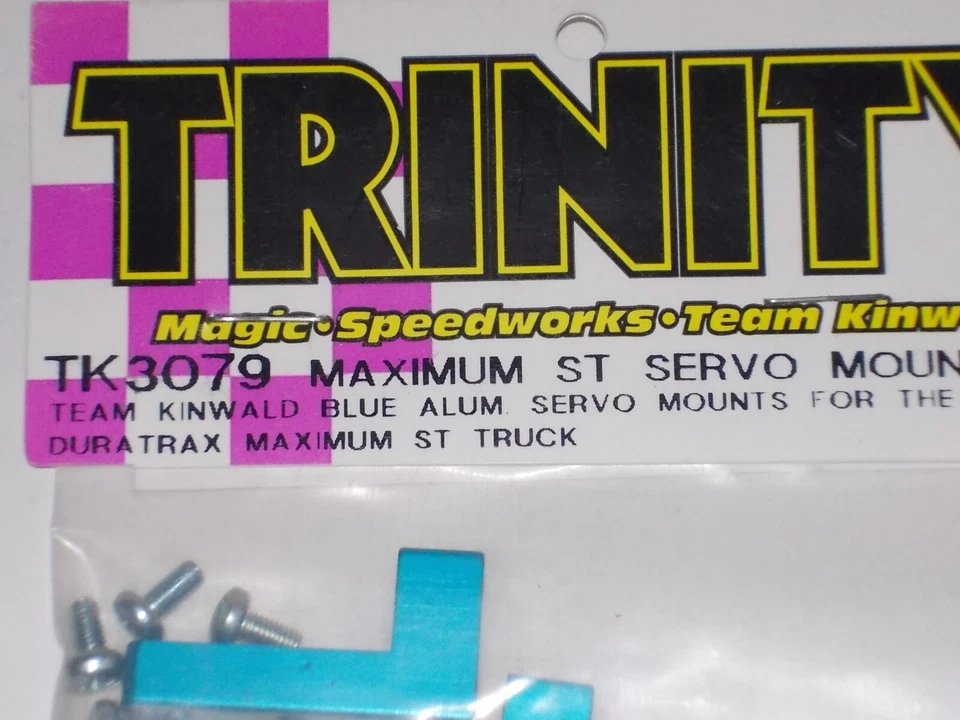 TRINITY
Magic•Speedworks•Team Kinw
TK3079 MAXIMUM ST SERVO MOUN
TEAM KINWALD BLUE ALUM. SERVO MOUNTS FOR THE
DURATRAX MAXIMUM ST TRUCK